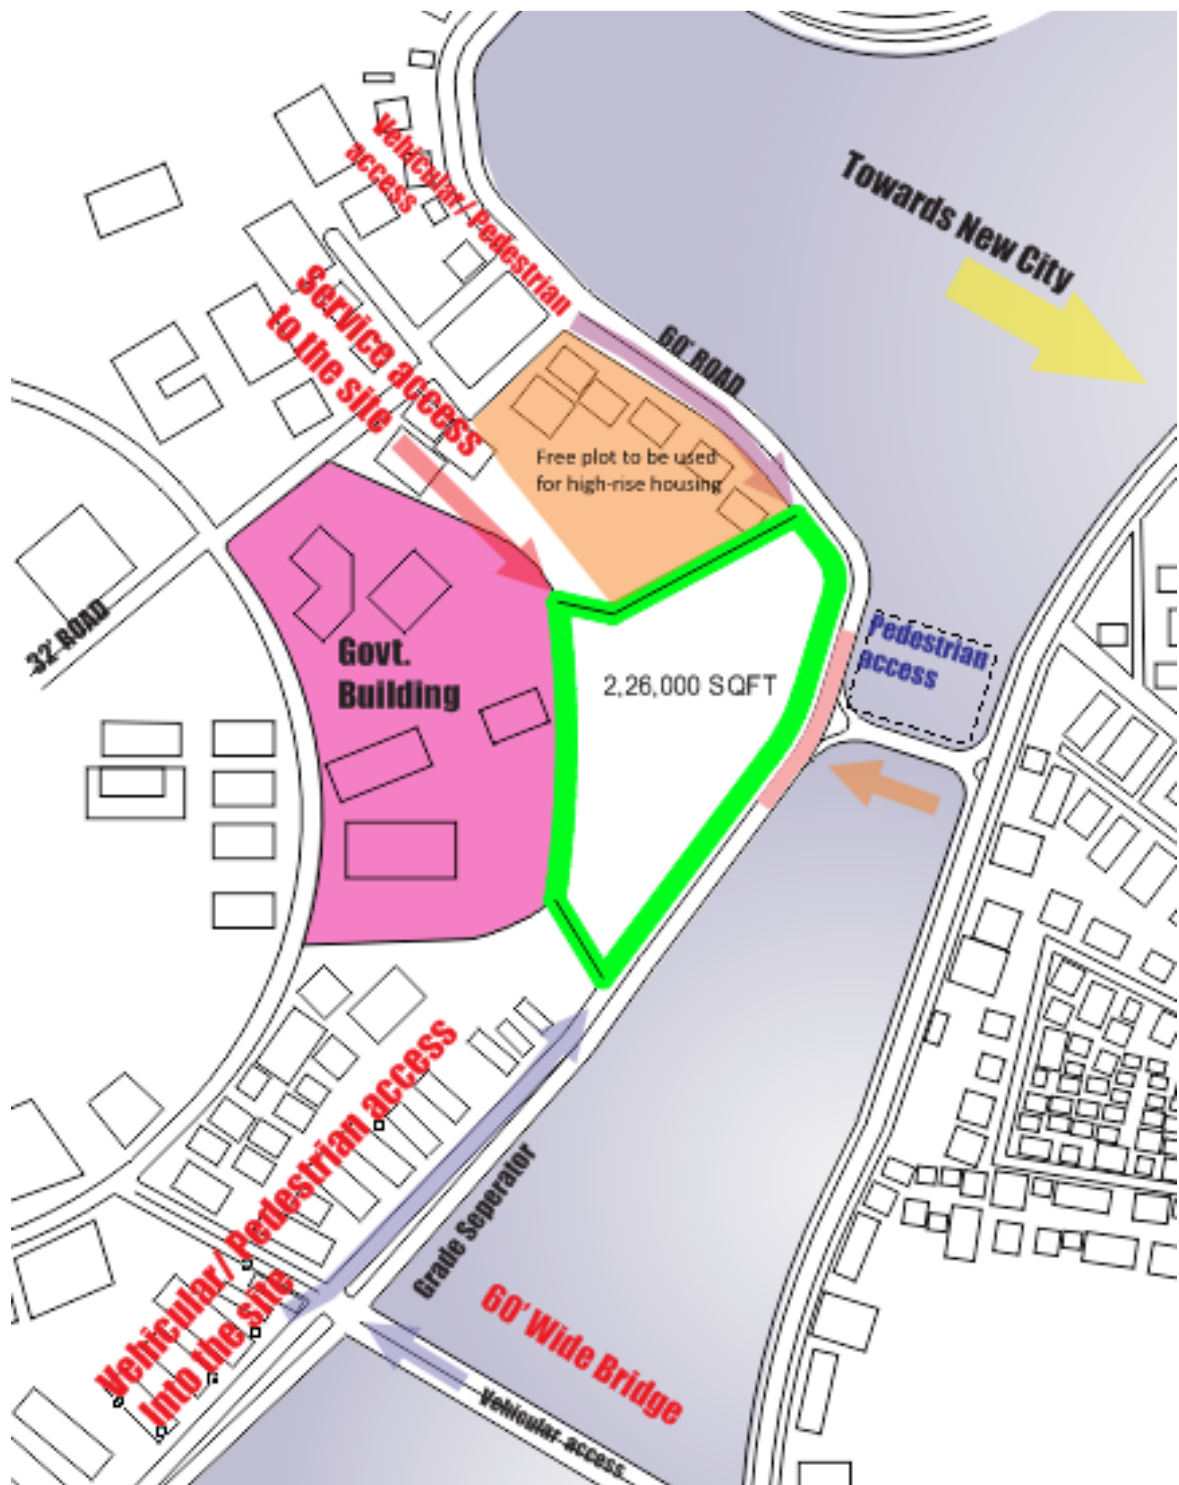 Vehicular/ Pedestrian
access
Towards New City
Service access
to the site
60' ROAD
Free plot to be used
for high-rise housing
32' ROAD
Govt.
Building
2,26,000 SQFT
Pedestrian
access
Vehicular/ Pedestrian access
Into the site
Grade Seperator
60' Wide Bridge
Vehicular access